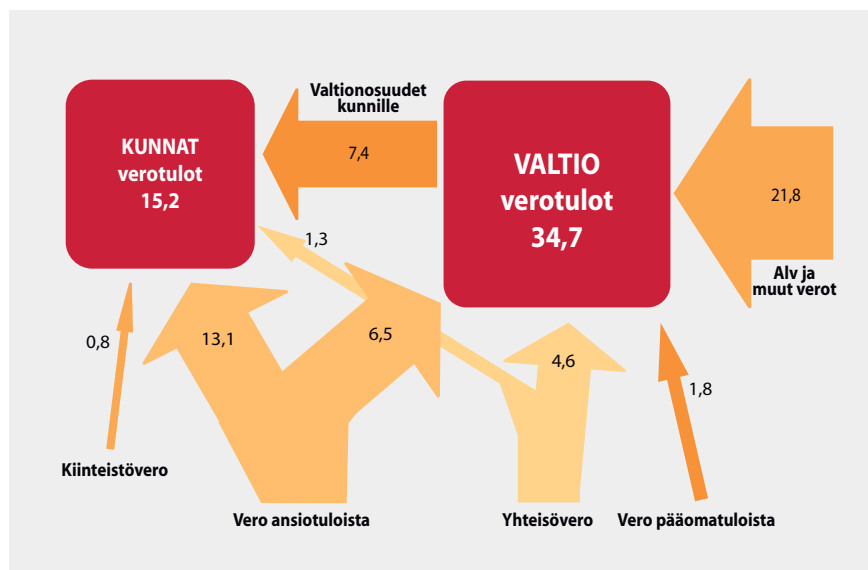 Valtionosuudet
kunnille
7,4
KUNNAT
verotulot
15,2
VALTIO
verotulot
34,7
21,8
Alv ja
muut verot
1,3
0,8
13,1
6,5
4,6
1,8
Kiinteistövero
Vero ansiotuloista
Yhteisövero
Vero pääomatuloista